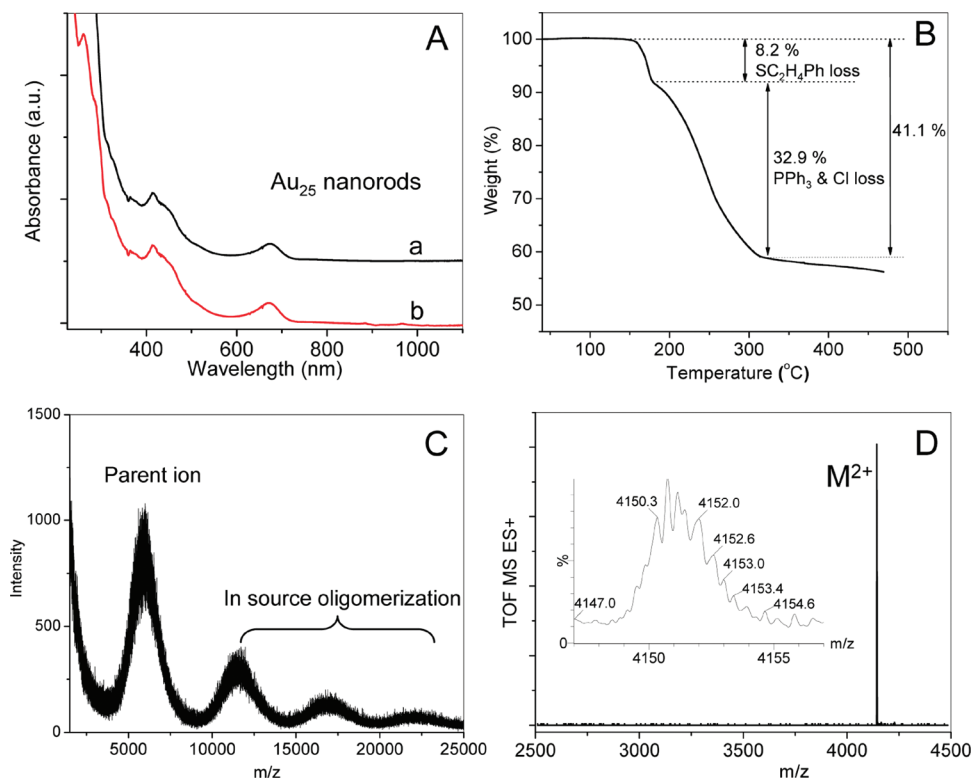 A
Absorbance (a.u.)
Au25 nanorods
a
b
400 600 800 1000
Wavelength (nm)
B
Weight (%)
100
90
80
70
60
50
8.2 %
SC2H4Ph loss
41.1 %
32.9 %
PPh3 & Cl loss
100 200 300 400 500
Temperature (°C)
C
Intensity
1500
1000
500
0
Parent ion
In source oligomerization
5000 10000 15000 20000 25000
m/z
D
TOF MS ES+
M2+
%
0
4150.3
4152.0
4152.6
4153.0
4153.4
4147.0
4154.6
4150 4155
m/z
2500 3000 3500 4000 4500
m/z